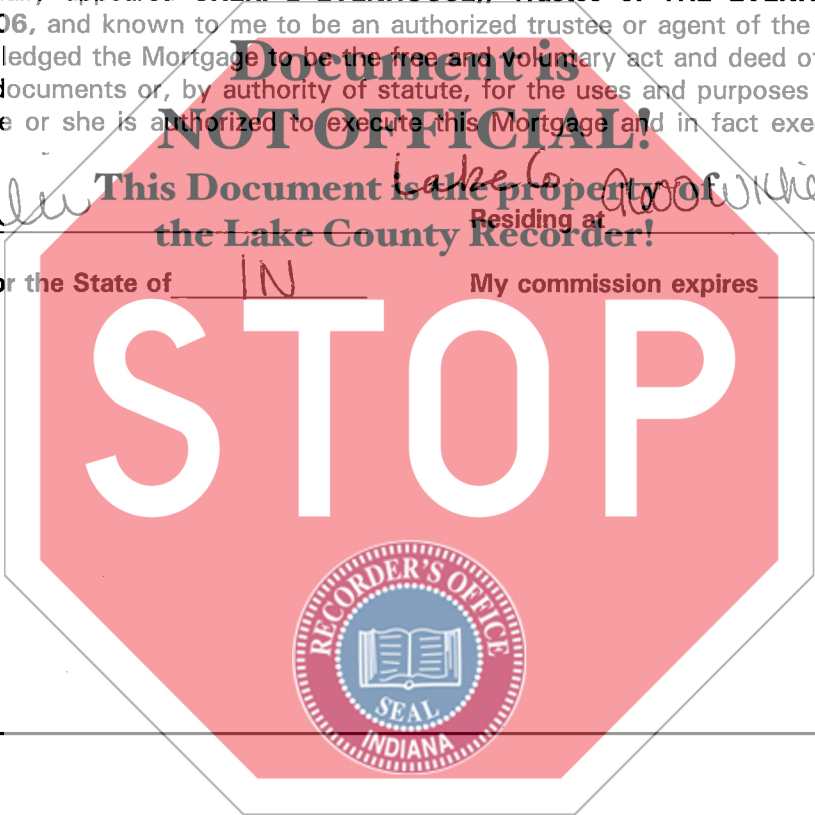 06, and known to me to be an authorized trustee or agent of the
ledged the Mortgage to be the free and voluntary act and deed of
documents or, by authority of statute, for the uses and purposes
e or she is authorized to execute this Mortgage and in fact exe
Document is
NOT OFFICIAL!
This Document is the property of
the Lake County Recorder!
Lake Co.
Residing at
r the State of IN
My commission expires
STOP
RECORDER'S OFFICE
SEAL
INDIANA